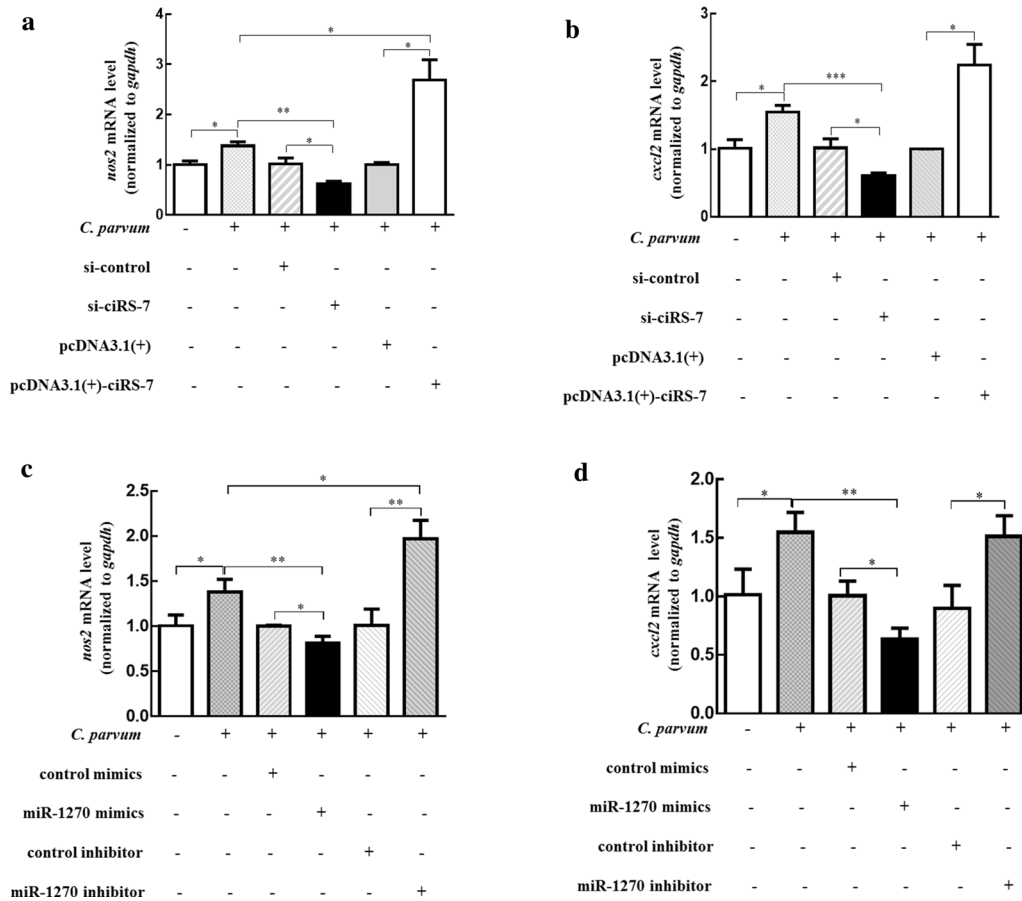 a
nos2 mRNA level
(normalized to gapdh)
4
3
2
1
0
*
*
*
**
*
C. parvum - + + + + +
si-control - - + - - -
si-ciRS-7 - - - + - -
pcDNA3.1(+) - - - - + -
pcDNA3.1(+)-ciRS-7 - - - - - +
b
cxcl2 mRNA level
(normalized to gapdh)
3
2
1
0
*
***
*
*
C. parvum - + + + + +
si-control - - + - - -
si-ciRS-7 - - - + - -
pcDNA3.1(+) - - - - + -
pcDNA3.1(+)-ciRS-7 - - - - - +
c
nos2 mRNA level
(normalized to gapdh)
2.5
2.0
1.5
1.0
0.5
0.0
*
**
*
**
*
C. parvum - + + + + +
control mimics - - + - - -
miR-1270 mimics - - - + - -
control inhibitor - - - - + -
miR-1270 inhibitor - - - - - +
d
cxcl2 mRNA level
(normalized to gapdh)
2.0
1.5
1.0
0.5
0.0
*
**
*
*
C. parvum - + + + + +
control mimics - - + - - -
miR-1270 mimics - - - + - -
control inhibitor - - - - + -
miR-1270 inhibitor - - - - - +